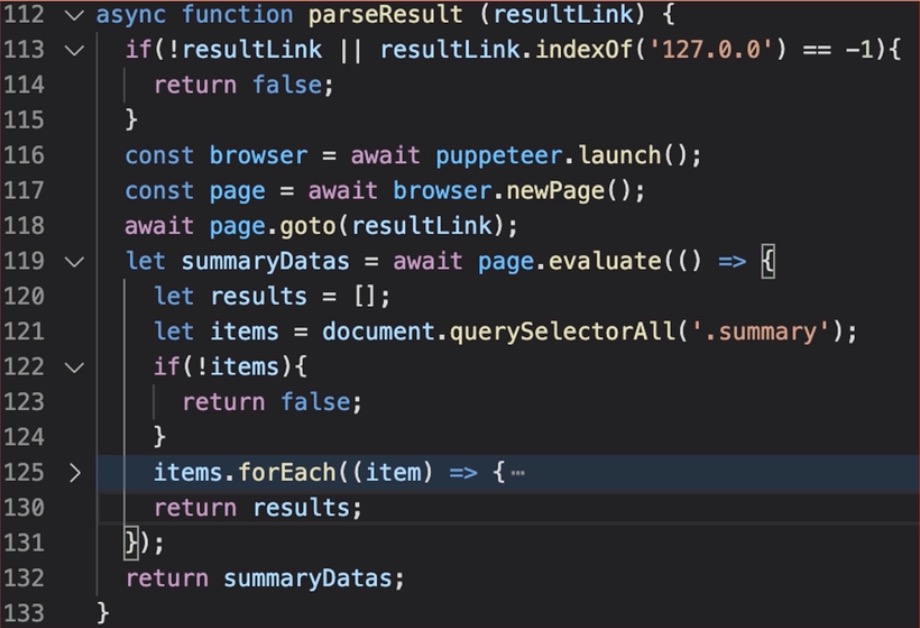 112 async function parseResult (resultLink) {
113 if(!resultLink || resultLink.indexOf('127.0.0') == -1){
114 return false;
115 }
116 const browser = await puppeteer.launch();
117 const page = await browser.newPage();
118 await page.goto(resultLink);
119 let summaryDatas = await page.evaluate(() => {
120 let results = [];
121 let items = document.querySelectorAll('.summary');
122 if(!items){
123 return false;
124 }
125 items.forEach((item) => {⋯
130 return results;
131 });
132 return summaryDatas;
133 }